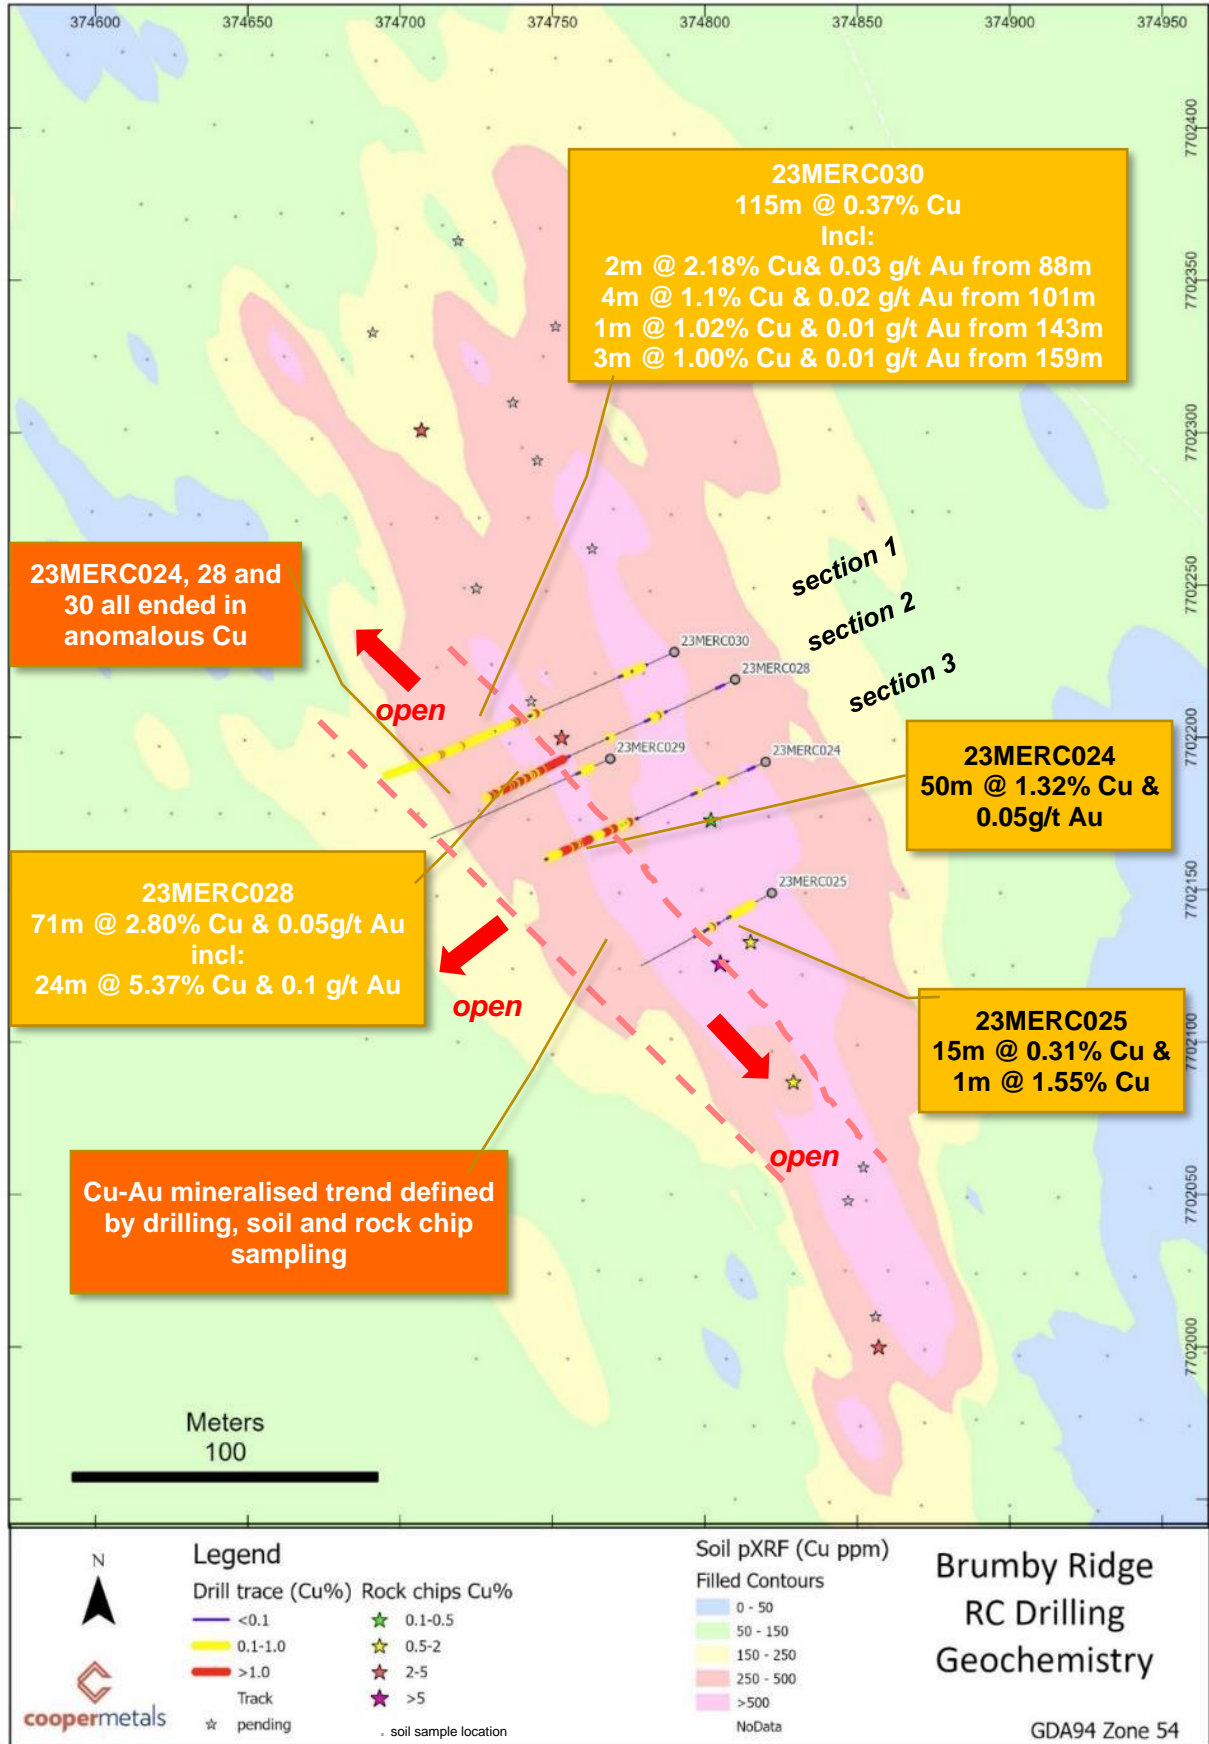 374600
374650
374700
374750
374800
374850
374900
374950
7702400
7702350
7702300
7702250
7702200
7702150
7702100
7702050
7702000
23MERC030
115m @ 0.37% Cu
Incl:
2m @ 2.18% Cu& 0.03 g/t Au from 88m
4m @ 1.1% Cu & 0.02 g/t Au from 101m
1m @ 1.02% Cu & 0.01 g/t Au from 143m
3m @ 1.00% Cu & 0.01 g/t Au from 159m
23MERC024, 28 and
30 all ended in
anomalous Cu
section 1
section 2
section 3
open
23MERC030
23MERC028
23MERC029
23MERC024
23MERC025
23MERC024
50m @ 1.32% Cu &
0.05g/t Au
23MERC028
71m @ 2.80% Cu & 0.05g/t Au
incl:
24m @ 5.37% Cu & 0.1 g/t Au
open
23MERC025
15m @ 0.31% Cu &
1m @ 1.55% Cu
open
Cu-Au mineralised trend defined
by drilling, soil and rock chip
sampling
Meters
100
N
coopermetals
Legend
Drill trace (Cu%)
<0.1
0.1-1.0
>1.0
Track
pending
Rock chips Cu%
0.1-0.5
0.5-2
2-5
>5
. soil sample location
Soil pXRF (Cu ppm)
Filled Contours
0 - 50
50 - 150
150 - 250
250 - 500
>500
NoData
Brumby Ridge
RC Drilling
Geochemistry
GDA94 Zone 54